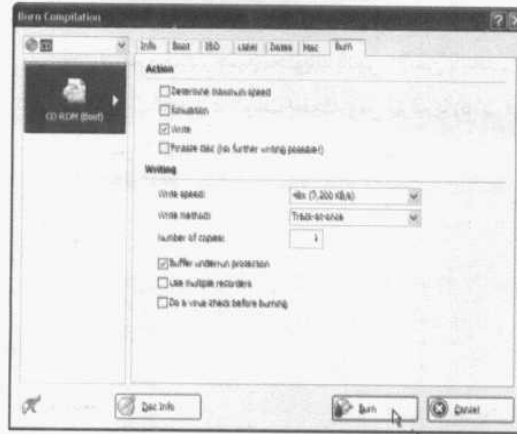 Burn Compilation
CD
Info Boot ISO Label Dates Misc Burn
CD-ROM (Boot)
Action
Determine maximum speed
Simulation
Write
Finalize disc (No further writing possible!)
Writing
Write speed: 48x (7,200 KB/s)
Write method: Track-at-once
Number of copies: 1
Buffer underrun protection
Use multiple recorders
Do a virus check before burning
Disc Info
Burn
Cancel